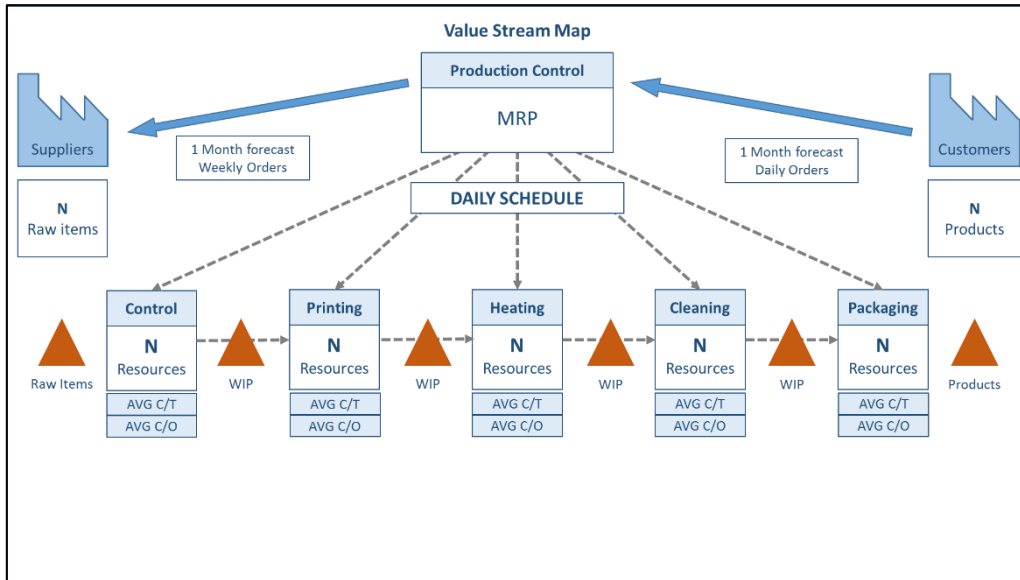 Value Stream Map
Production Control
MRP
Suppliers
1 Month forecast
Weekly Orders
1 Month forecast
Daily Orders
Customers
N
Raw items
DAILY SCHEDULE
N
Products
Control
N
Resources
AVG C/T
AVG C/O
Printing
N
Resources
AVG C/T
AVG C/O
Heating
N
Resources
AVG C/T
AVG C/O
Cleaning
N
Resources
AVG C/T
AVG C/O
Packaging
N
Resources
AVG C/T
AVG C/O
Raw Items
WIP
WIP
WIP
WIP
Products